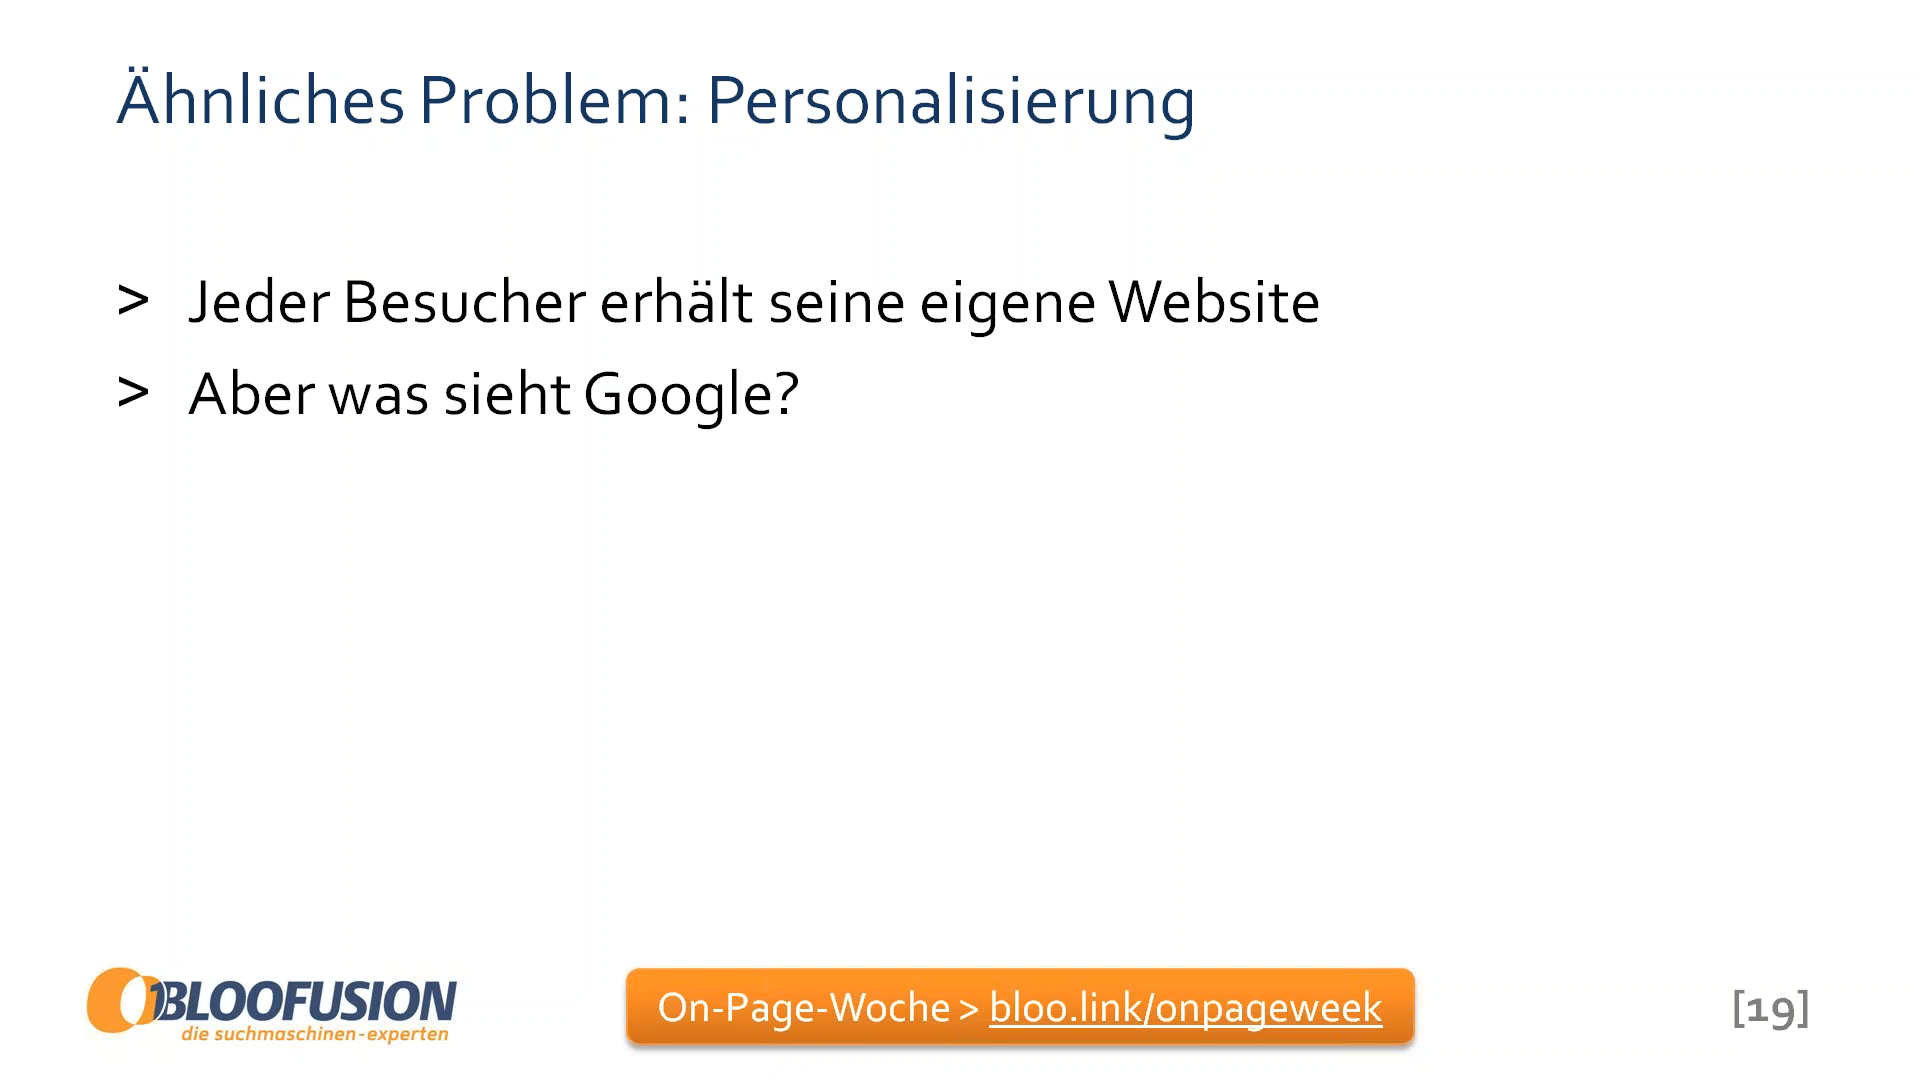 Ähnliches Problem: Personalisierung
> Jeder Besucher erhält seine eigene Website
> Aber was sieht Google?
BLOOFUSION
die suchmaschinen-experten
On-Page-Woche > bloo.link/onpageweek
[19]